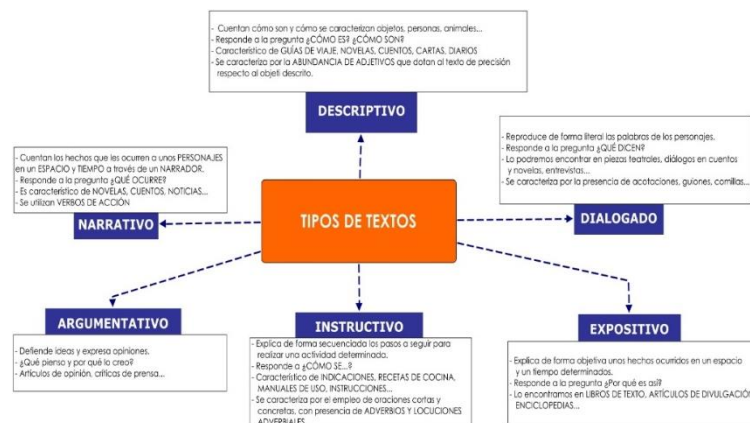 - Cuentan cómo son y cómo se caracterizan objetos, personas, animales...
- Responde a la pregunta ¿CÓMO ES? ¿CÓMO SON?
- Característico de GUÍAS DE VIAJE, NOVELAS, CUENTOS, CARTAS, DIARIOS
- Se caracteriza por la ABUNDANCIA DE ADJETIVOS que dotan al texto de precisión
respecto al objeti descrito.
DESCRIPTIVO
- Cuentan los hechos que les ocurren a unos PERSONAJES
en un ESPACIO y TIEMPO a través de un NARRADOR.
- Responde a la pregunta ¿QUÉ OCURRE?
- Es característico de NOVELAS, CUENTOS, NOTICIAS...
- Se utilizan VERBOS DE ACCIÓN
NARRATIVO
- Reproduce de forma literal las palabras de los personajes.
- Responde a la pregunta ¿QUÉ DICEN?
- Lo podremos encontrar en piezas teatrales, diálogos en cuentos
y novelas, entrevistas...
- Se caracteriza por la presencia de acotaciones, guiones, comillas...
DIALOGADO
TIPOS DE TEXTOS
ARGUMENTATIVO
- Defiende ideas y expresa opiniones.
- ¿Qué pienso y por qué lo creo?
- Artículos de opinión, críticas de prensa...
INSTRUCTIVO
- Explica de forma secuenciada los pasos a seguir para
realizar una actividad determinada.
- Responde a ¿CÓMO SE...?
- Característico de INDICACIONES, RECETAS DE COCINA,
MANUALES DE USO, INSTRUCCIONES...
- Se caracteriza por el empleo de oraciones cortas y
concretas, con presencia de ADVERBIOS Y LOCUCIONES
ADVERBIALES
EXPOSITIVO
- Explica de forma objetiva unos hechos ocurridos en un espacio
y un tiempo determinados.
- Responde a la pregunta ¿Por qué es así?
- Lo encontramos en LIBROS DE TEXTO, ARTÍCULOS DE DIVULGACIÓN
ENCICLOPEDIAS...